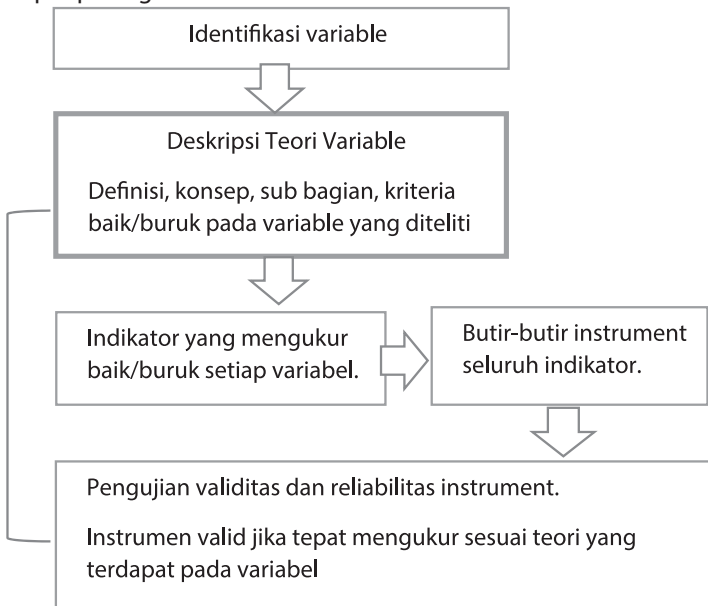 Identifikasi variable
Deskripsi Teori Variable
Definisi, konsep, sub bagian, kriteria
baik/buruk pada variable yang diteliti
Indikator yang mengukur
baik/buruk setiap variabel.
Butir-butir instrument
seluruh indikator.
Pengujian validitas dan reliabilitas instrument.
Instrumen valid jika tepat mengukur sesuai teori yang
terdapat pada variabel